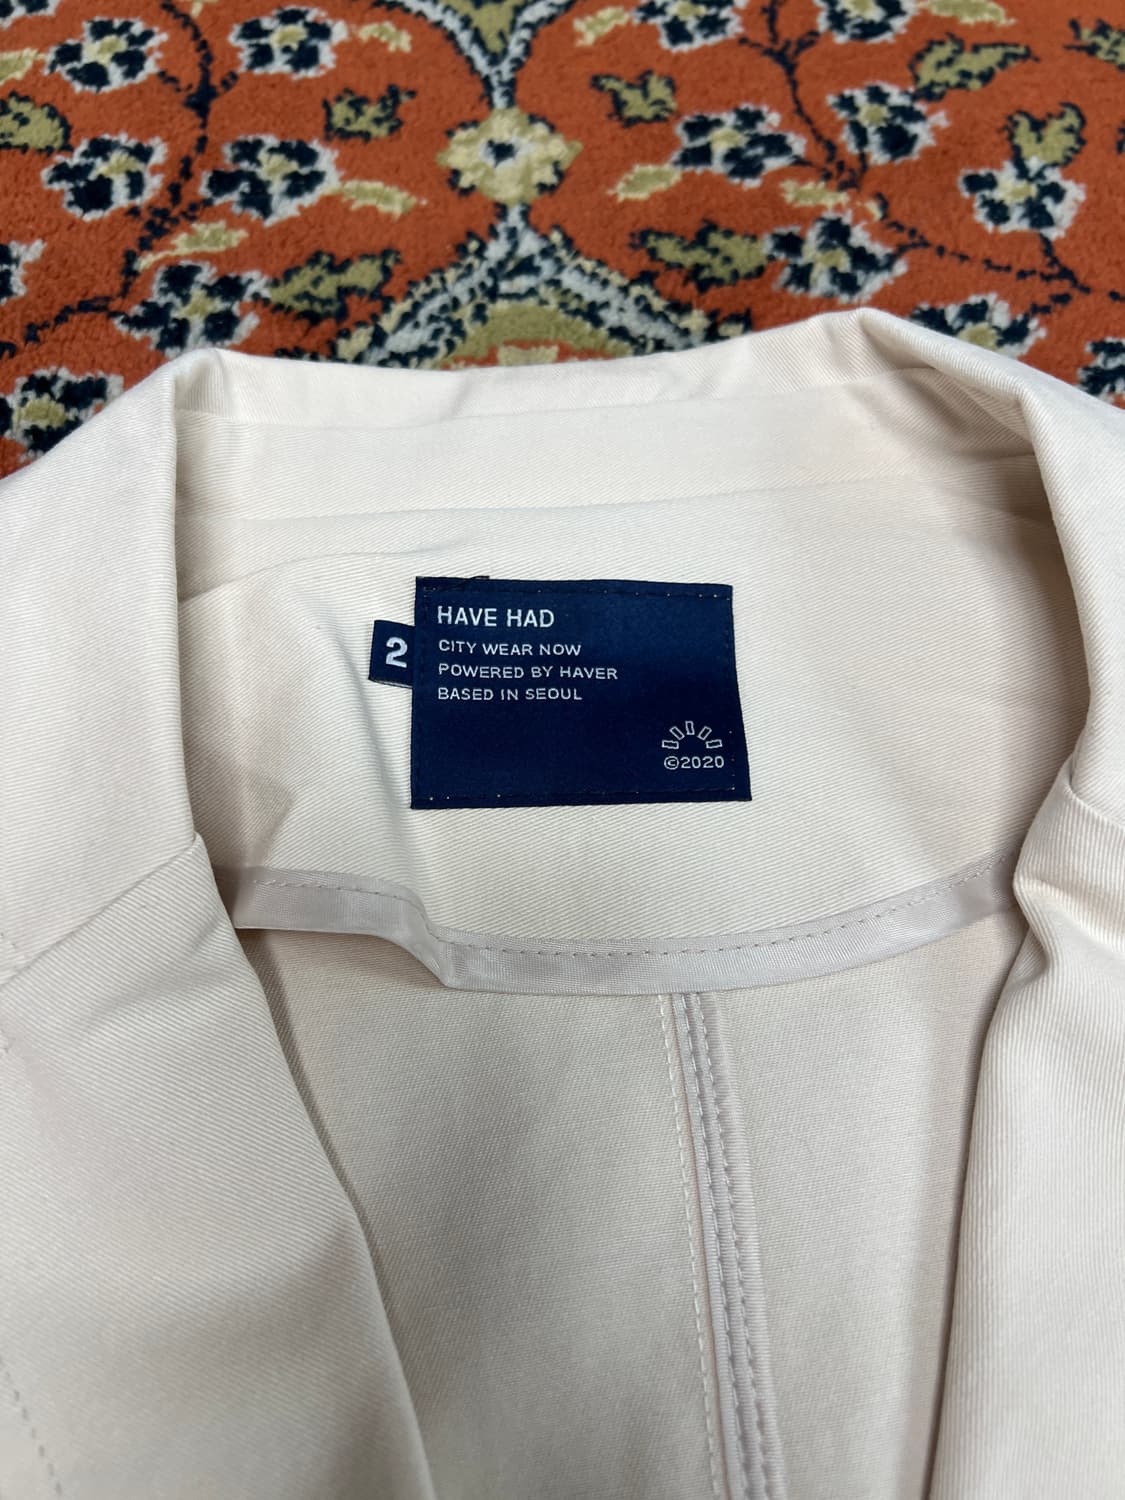 HAVE HAD
2
CITY WEAR NOW
POWERED BY HAVER
BASED IN SEOUL
©2020